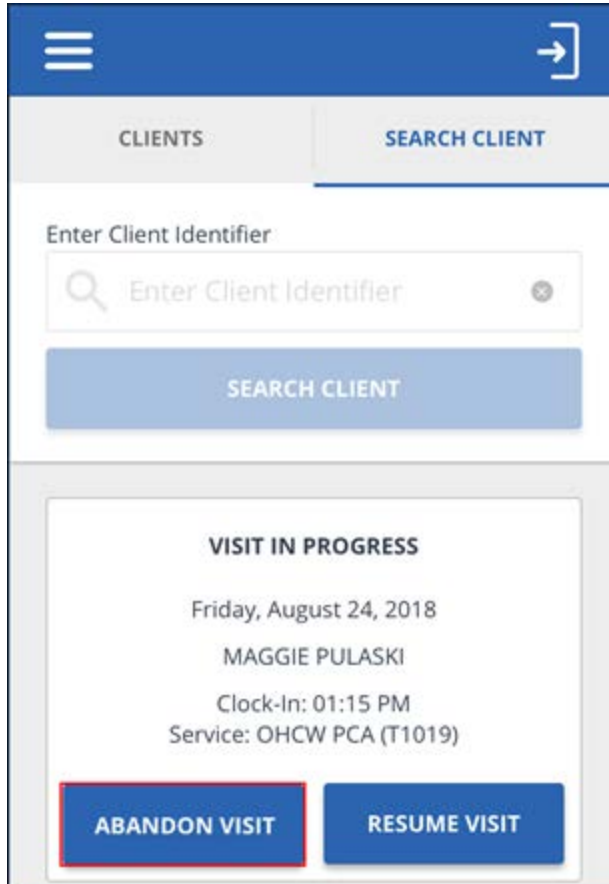 CLIENTS
SEARCH CLIENT
Enter Client Identifier
Enter Client Identifier
SEARCH CLIENT
VISIT IN PROGRESS
Friday, August 24, 2018
MAGGIE PULASKI
Clock-In: 01:15 PM
Service: OHCW PCA (T1019)
ABANDON VISIT
RESUME VISIT